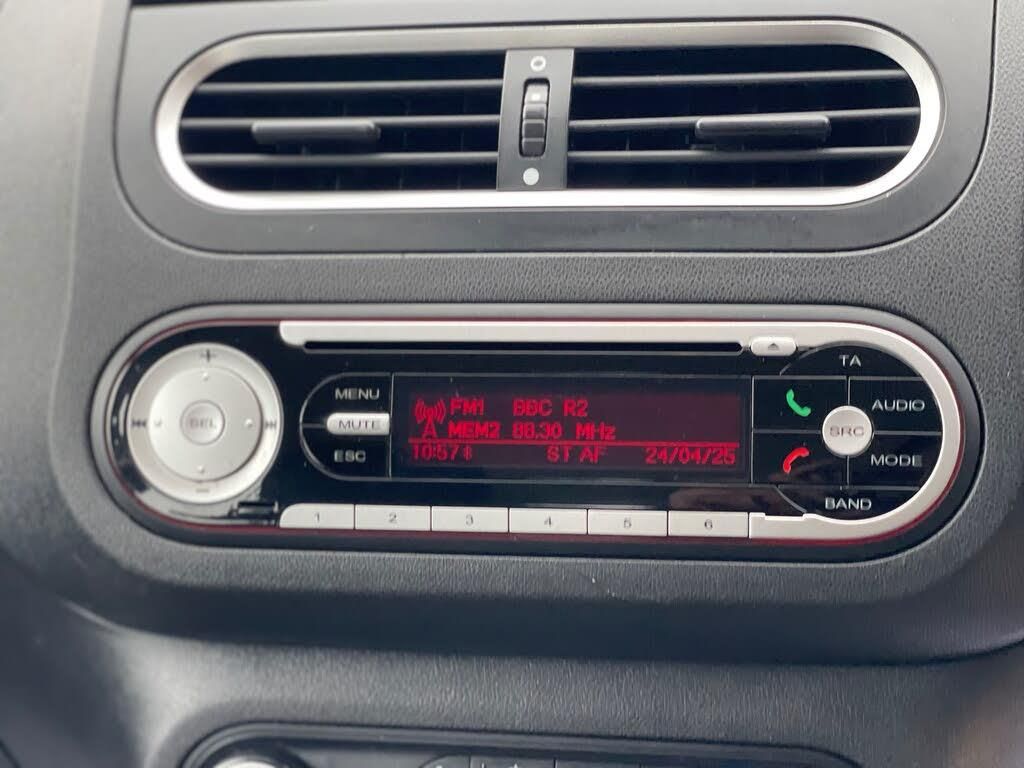 TA
MENU
MUTE
ESC
SEL
FM1 BBC R2
MEM2 88.30 MHz
10:57 ST AF 24/04/25
AUDIO
SRC
MODE
BAND
1 2 3 4 5 6